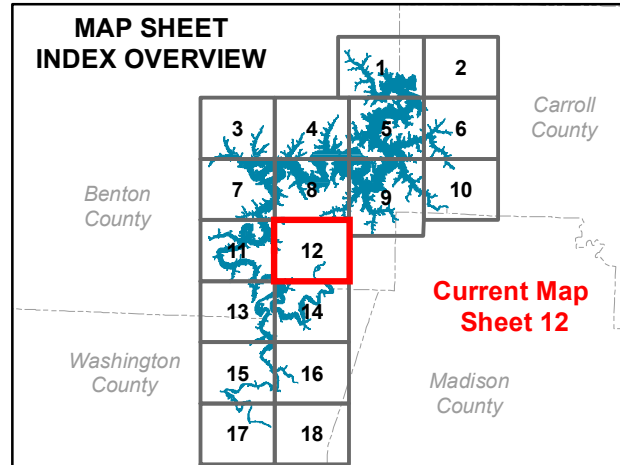 MAP SHEET
INDEX OVERVIEW
1
2
Carroll
County
3
4
5
6
Benton
County
7
8
9
10
11
12
Current Map
Sheet 12
13
14
Washington
County
15
16
Madison
County
17
18